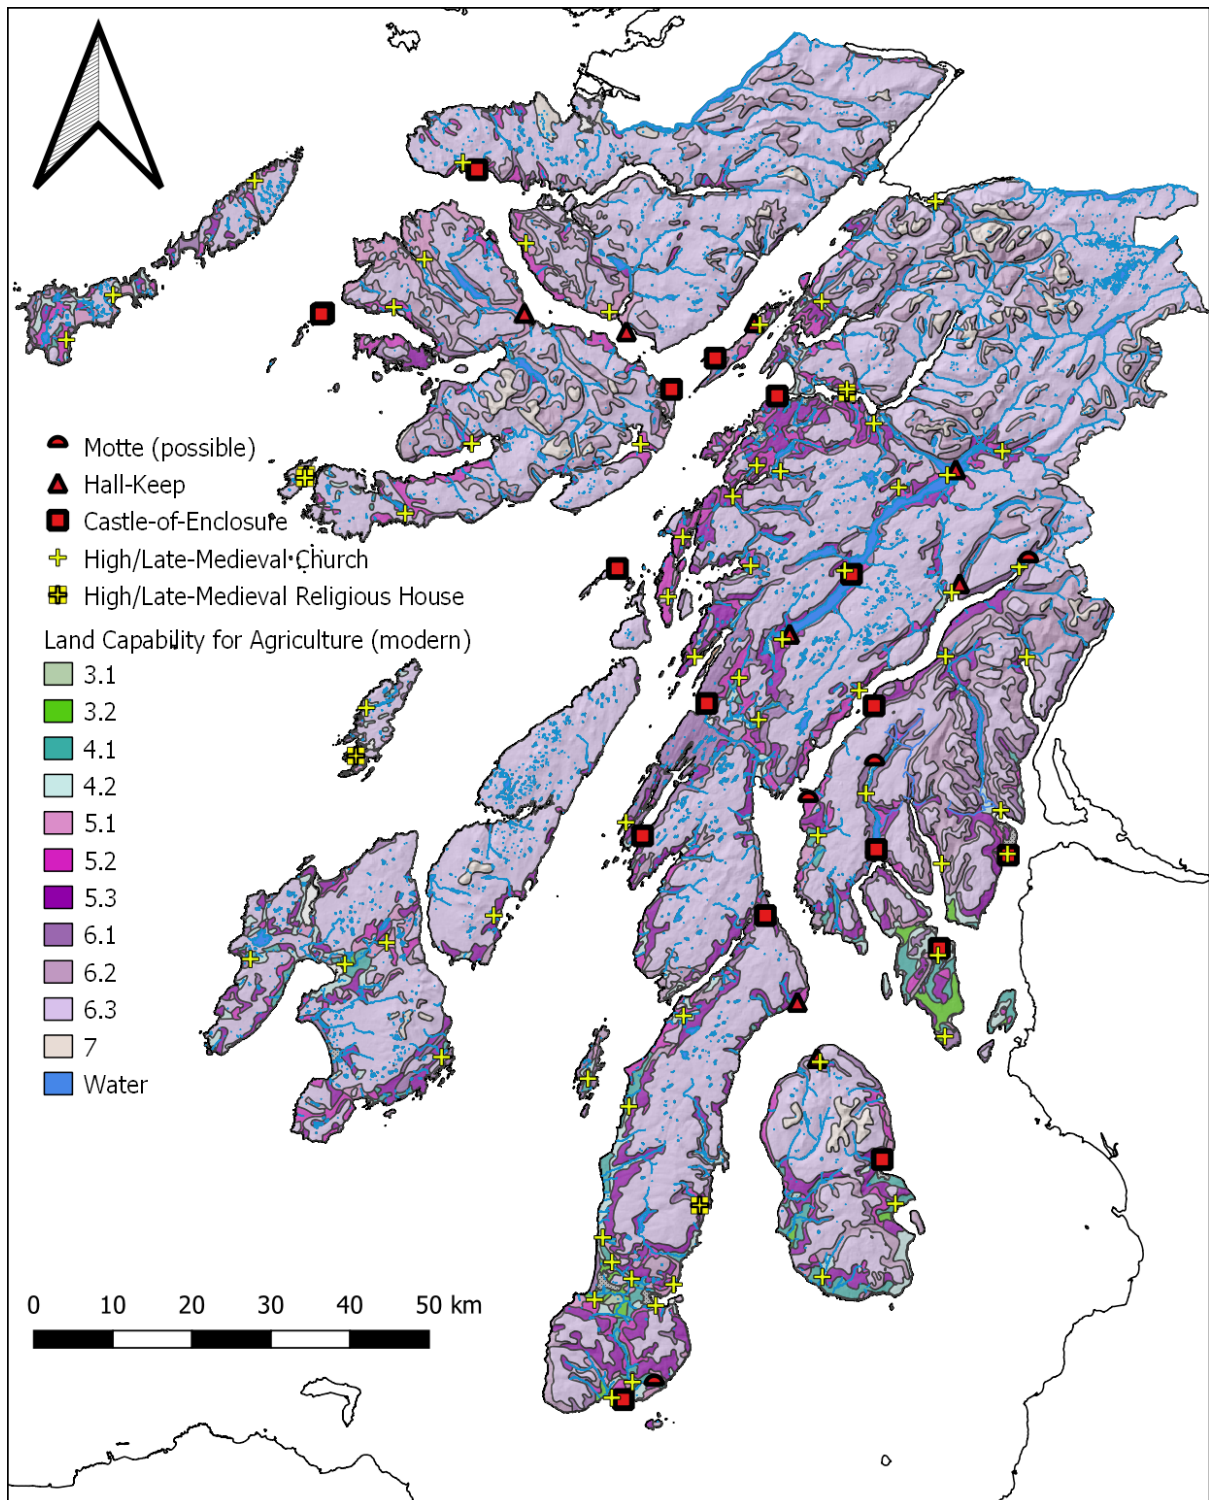 Motte (possible)
Hall-Keep
Castle-of-Enclosure
High/Late-Medieval Church
High/Late-Medieval Religious House
Land Capability for Agriculture (modern)
3.1
3.2
4.1
4.2
5.1
5.2
5.3
6.1
6.2
6.3
7
Water
0 10 20 30 40 50 km